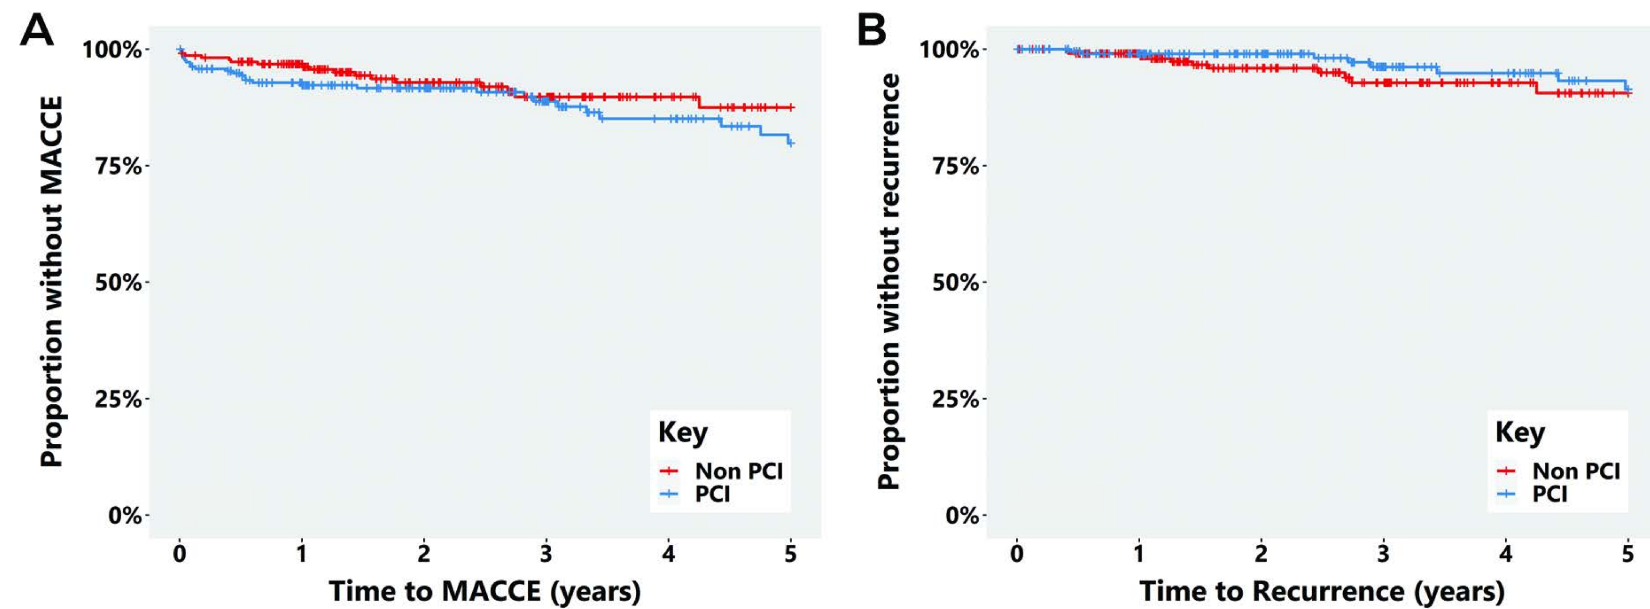 A
Proportion without MACCE
100%
75%
50%
25%
0%
0 1 2 3 4 5
Time to MACCE (years)
Key
Non PCI
PCI
B
Proportion without recurrence
100%
75%
50%
25%
0%
0 1 2 3 4 5
Time to Recurrence (years)
Key
Non PCI
PCI